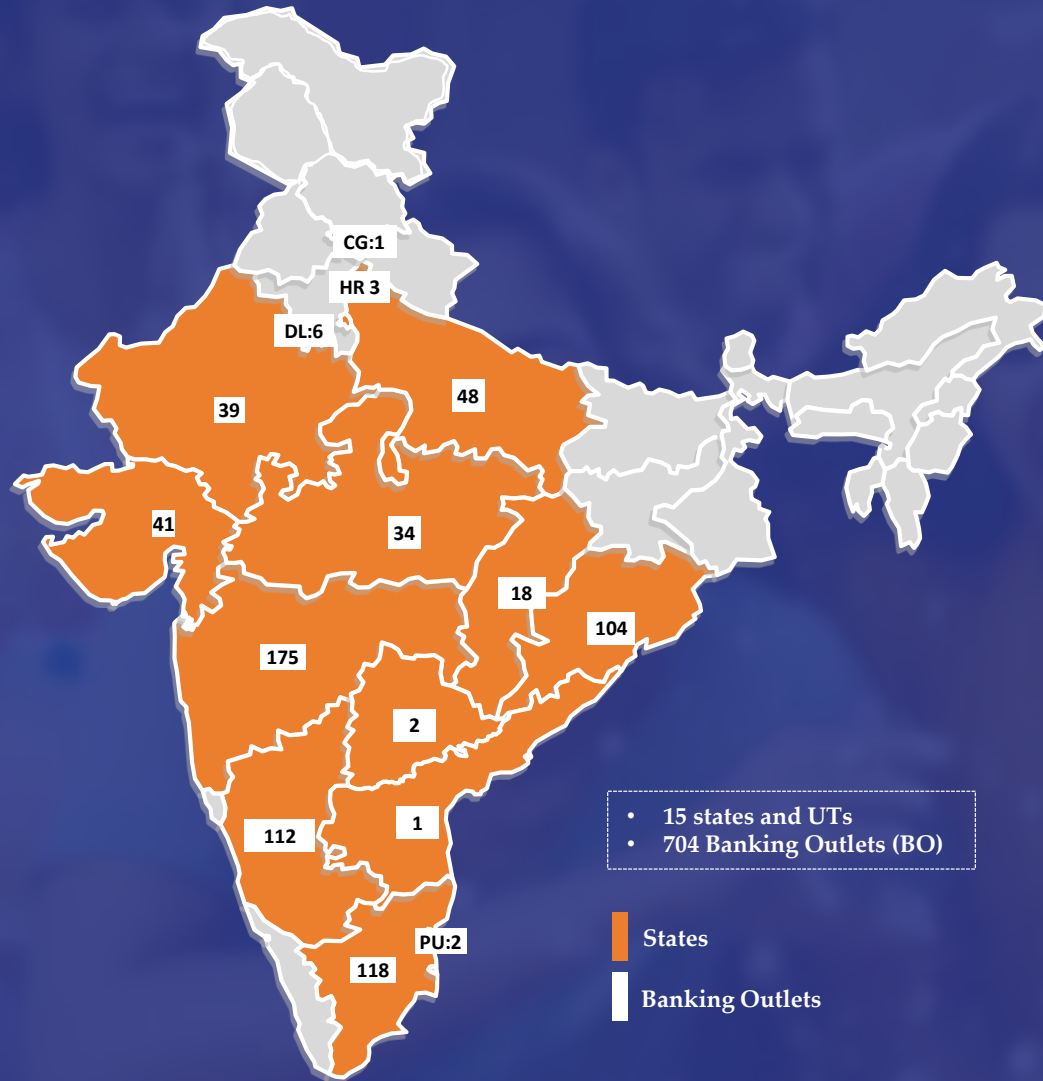 CG:1
HR 3
DL:6
39
48
41
34
18
104
175
2
1
112
PU:2
118
• 15 states and UTs
• 704 Banking Outlets (BO)
States
Banking Outlets